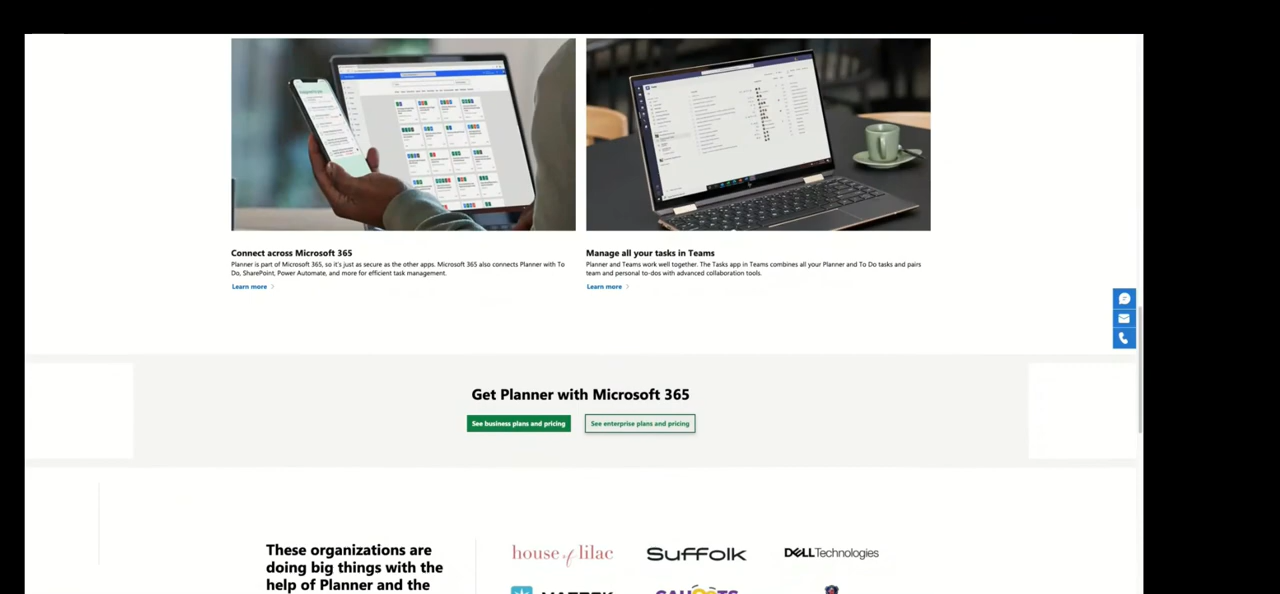 Connect across Microsoft 365
Planner is part of Microsoft 365, so it's just as secure as the other apps. Microsoft 365 also connects Planner with To
Do, SharePoint, Power Automate, and more for efficient task management.
Learn more
Manage all your tasks in Teams
Planner and Teams work well together. The Tasks app in Teams combines all your Planner and To Do tasks and pairs
team and personal to-dos with advanced collaboration tools.
Learn more
Get Planner with Microsoft 365
See business plans and pricing
See enterprise plans and pricing
These organizations are
doing big things with the
help of Planner and the
house of lilac
Suffolk
DELLTechnologies